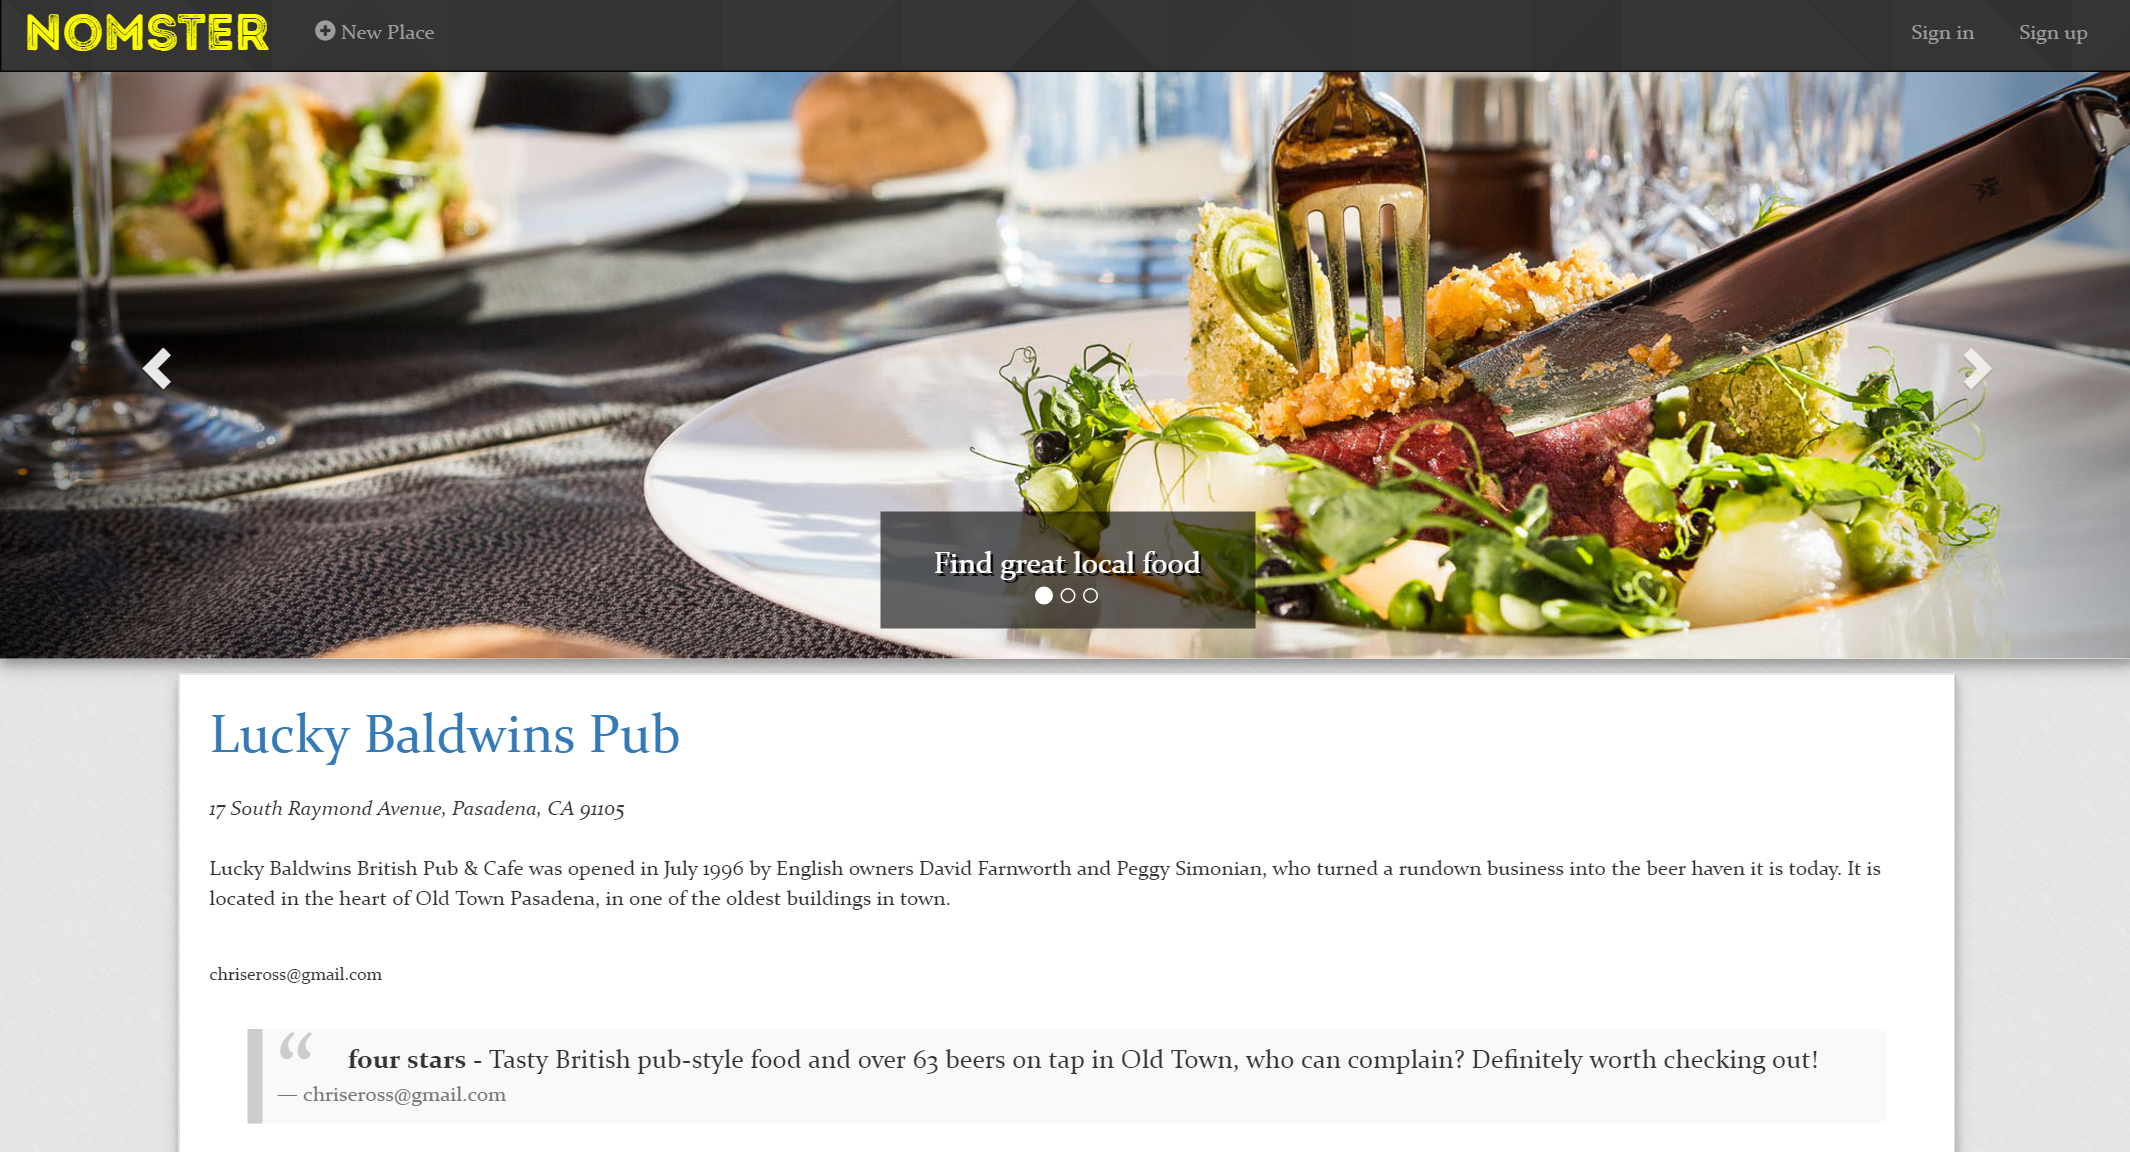 NOMSTER New Place Sign in Sign up
Find great local food
Lucky Baldwins Pub
17 South Raymond Avenue, Pasadena, CA 91105
Lucky Baldwins British Pub & Cafe was opened in July 1996 by English owners David Farnworth and Peggy Simonian, who turned a rundown business into the beer haven it is today. It is
located in the heart of Old Town Pasadena, in one of the oldest buildings in town.
chriseross@gmail.com
“ four stars - Tasty British pub-style food and over 63 beers on tap in Old Town, who can complain? Definitely worth checking out!
— chriseross@gmail.com